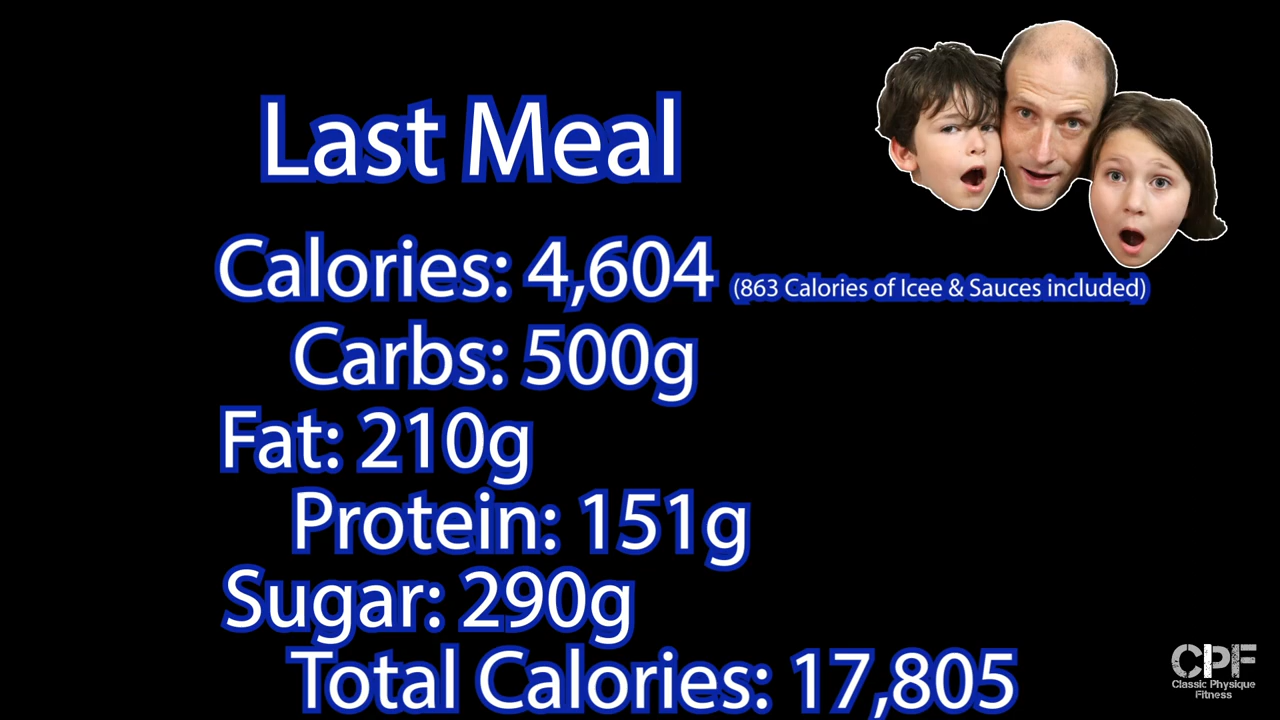 Last Meal
Calories: 4,604 (863 Calories of Icee & Sauces included)
Carbs: 500g
Fat: 210g
Protein: 151g
Sugar: 290g
Total Calories: 17,805
CPF
Classic Physique
Fitness